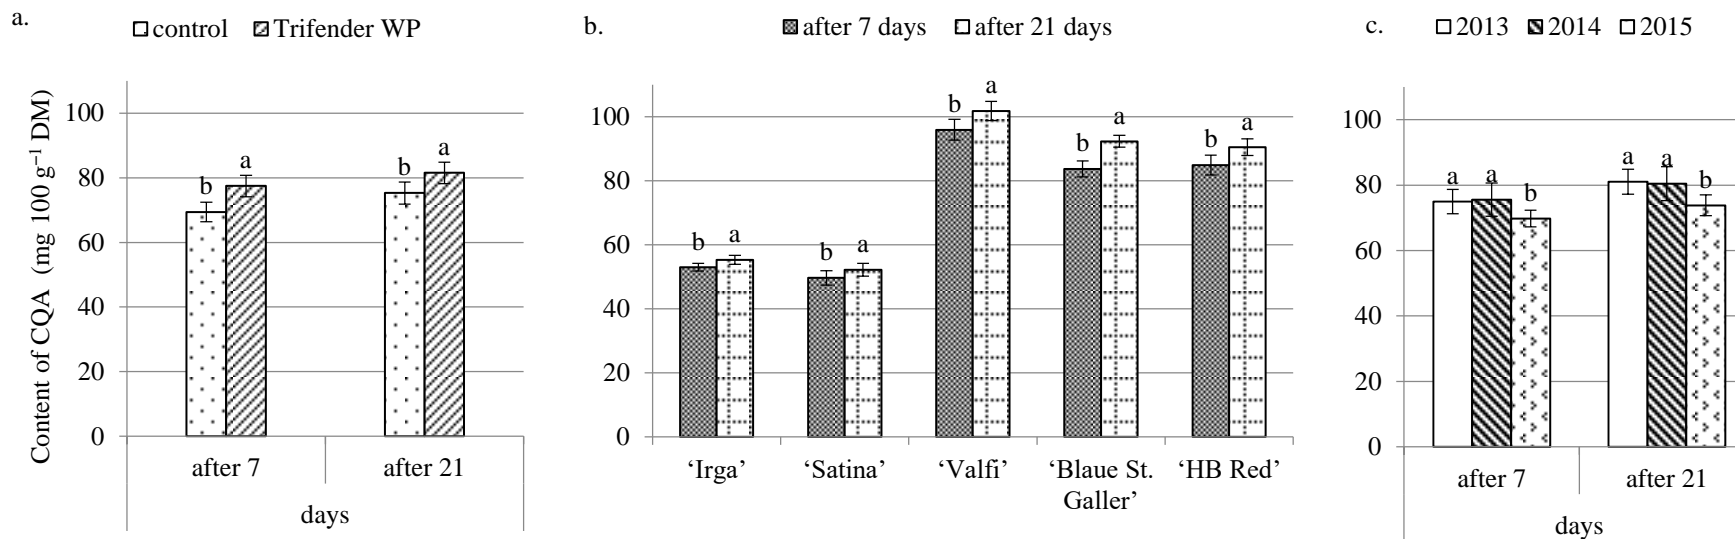 a.
control Trifender WP
Content of CQA (mg 100 g⁻¹ DM)
100
80
60
40
20
0
b a b a
after 7 after 21
days
b.
after 7 days after 21 days
100
80
60
40
20
0
b a b a b a b a b a
‘Irga’ ‘Satina’ ‘Valfi’ ‘Blaue St. ‘HB Red’
Galler’
c.
2013 2014 2015
100
80
60
40
20
0
a a b a a b
after 7 after 21
days